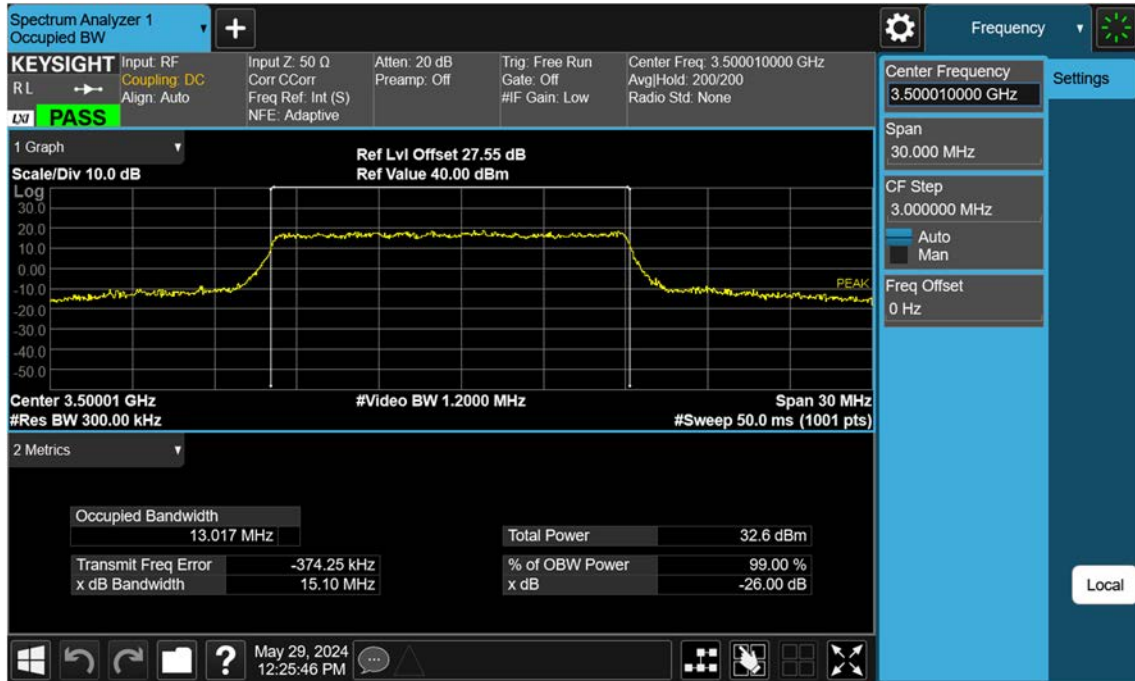 Spectrum Analyzer 1
Occupied BW
+
Frequency
KEYSIGHT
R L
LXI PASS
Input: RF
Coupling: DC
Align: Auto
Input Z: 50 Ω
Corr CCorr
Freq Ref: Int (S)
NFE: Adaptive
Atten: 20 dB
Preamp: Off
Trig: Free Run
Gate: Off
#IF Gain: Low
Center Freq: 3.500010000 GHz
Avg|Hold: 200/200
Radio Std: None
Center Frequency
3.500010000 GHz
Settings
Span
30.000 MHz
CF Step
3.000000 MHz
Auto
Man
Freq Offset
0 Hz
Local
1 Graph
Scale/Div 10.0 dB
Ref Lvl Offset 27.55 dB
Ref Value 40.00 dBm
Log
30.0
20.0
10.0
0.00
-10.0
-20.0
-30.0
-40.0
-50.0
PEAK
Center 3.50001 GHz
#Video BW 1.2000 MHz
Span 30 MHz
#Res BW 300.00 kHz
#Sweep 50.0 ms (1001 pts)
2 Metrics
Occupied Bandwidth
13.017 MHz
Total Power 32.6 dBm
Transmit Freq Error -374.25 kHz
% of OBW Power 99.00 %
x dB Bandwidth 15.10 MHz
x dB -26.00 dB
?
May 29, 2024
12:25:46 PM